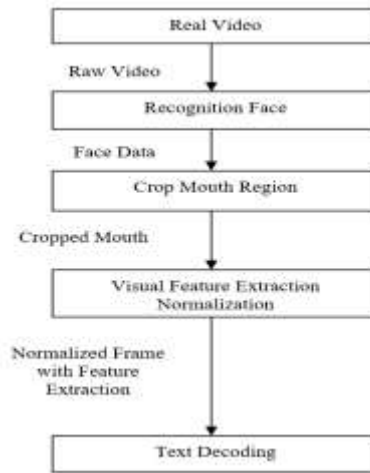 Real Video
Raw Video
Recognition Face
Face Data
Crop Mouth Region
Cropped Mouth
Visual Feature Extraction
Normalization
Normalized Frame
with Feature
Extraction
Text Decoding